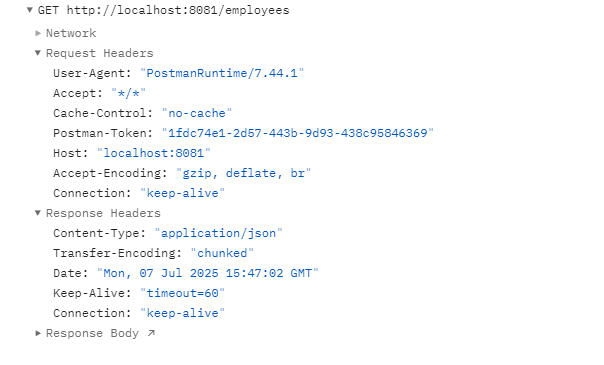 ▼ GET http://localhost:8081/employees
▶ Network
▼ Request Headers
User-Agent: "PostmanRuntime/7.44.1"
Accept: "*/*"
Cache-Control: "no-cache"
Postman-Token: "1fdc74e1-2d57-443b-9d93-438c95846369"
Host: "localhost:8081"
Accept-Encoding: "gzip, deflate, br"
Connection: "keep-alive"
▼ Response Headers
Content-Type: "application/json"
Transfer-Encoding: "chunked"
Date: "Mon, 07 Jul 2025 15:47:02 GMT"
Keep-Alive: "timeout=60"
Connection: "keep-alive"
▶ Response Body ↗